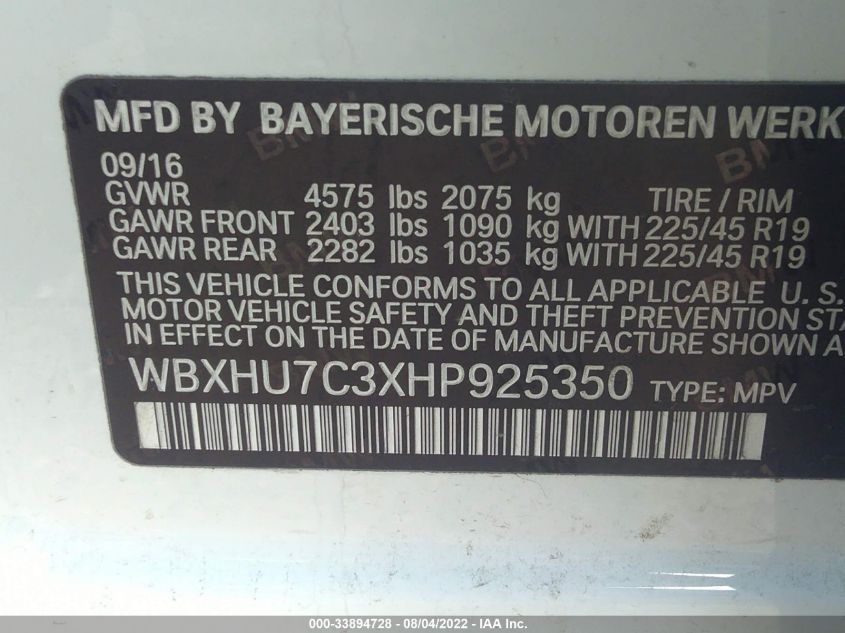 MFD BY BAYERISCHE MOTOREN WERK
09/16
GVWR 4575 lbs 2075 kg TIRE / RIM
GAWR FRONT 2403 lbs 1090 kg WITH 225/45 R19
GAWR REAR 2282 lbs 1035 kg WITH 225/45 R19
THIS VEHICLE CONFORMS TO ALL APPLICABLE U. S.
MOTOR VEHICLE SAFETY AND THEFT PREVENTION STA
IN EFFECT ON THE DATE OF MANUFACTURE SHOWN A
WBXHU7C3XHP925350 TYPE: MPV
000-33894728 - 08/04/2022 - IAA Inc.